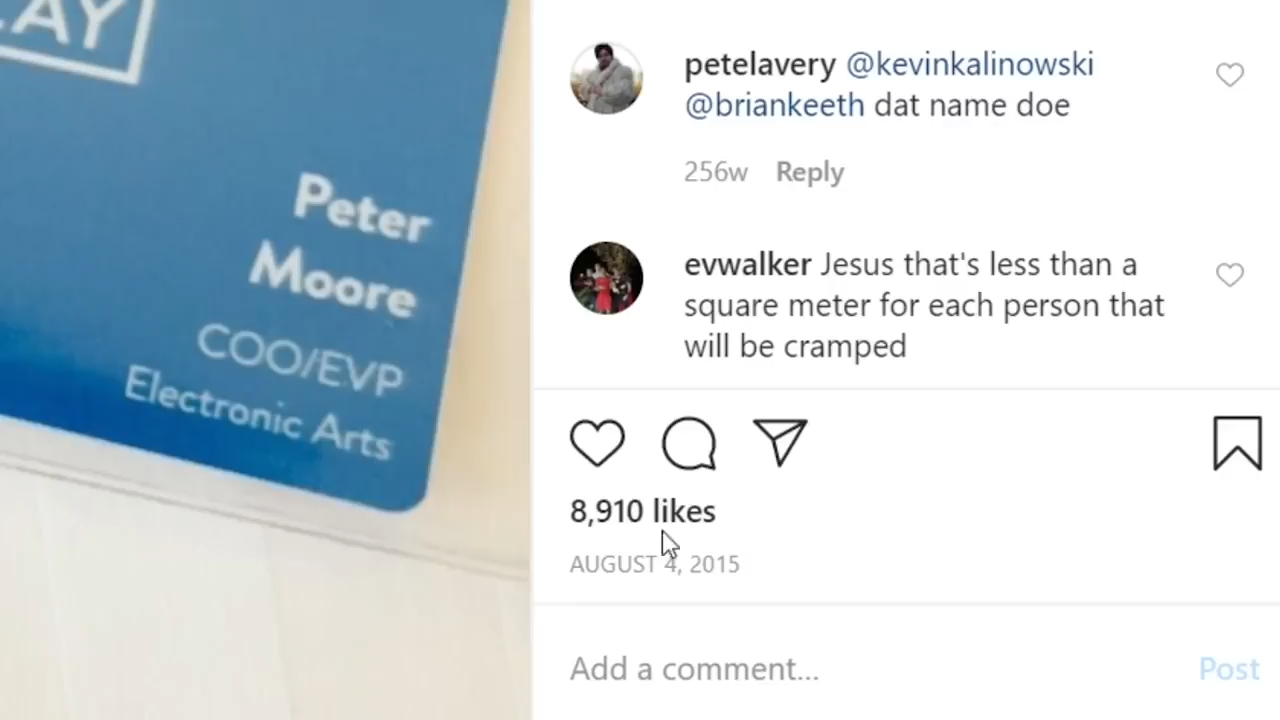 LAY
Peter
Moore
COO/EVP
Electronic Arts
petelavery @kevinkalinowski
@briankeeth dat name doe
256w Reply
evwalker Jesus that's less than a
square meter for each person that
will be cramped
8,910 likes
AUGUST 4, 2015
Add a comment... Post